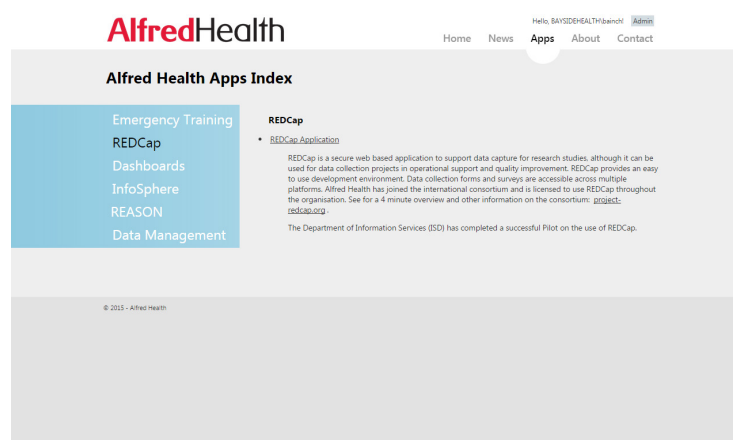 Hello, BAYSIDEHEALTH\bainchl Admin
AlfredHealth
Home News Apps About Contact
Alfred Health Apps Index
Emergency Training
REDCap
Dashboards
InfoSphere
REASON
Data Management
REDCap
• REDCap Application
REDCap is a secure web based application to support data capture for research studies. although it can be
used for data collection projects in operational support and quality improvement. REDCap provides an easy
to use development environment. Data collection forms and surveys are accessible across multiple
platforms. Alfred Health has joined the international consortium and is licensed to use REDCap throughout
the organisation. See for a 4 minute overview and other information on the consortium: project-
redcap.org .
The Department of Information Services (ISD) has completed a successful Pilot on the use of REDCap.
© 2015 - Alfred Health